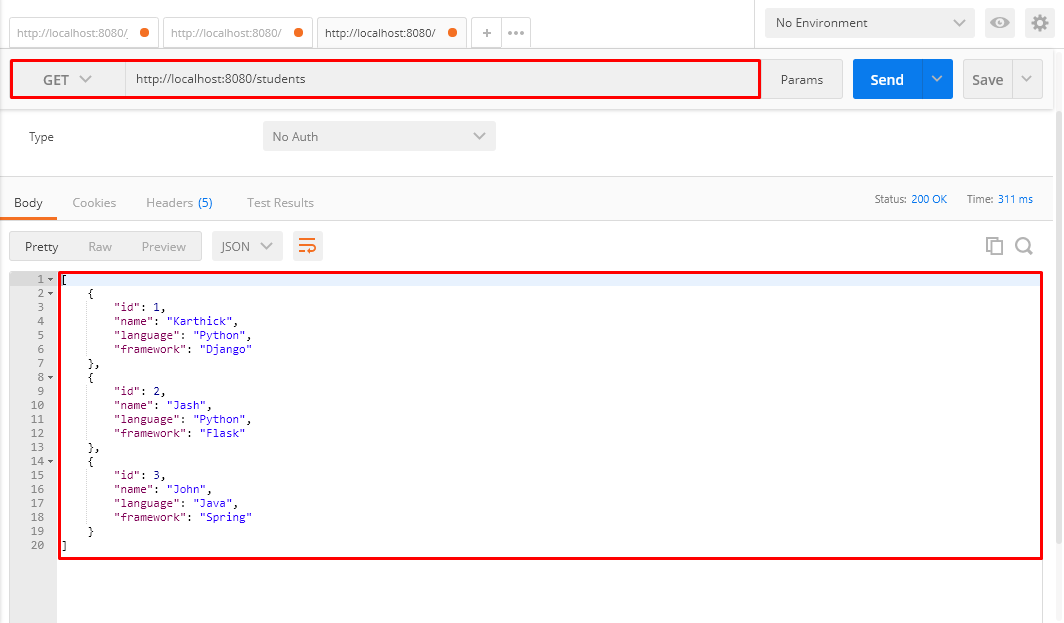 http://localhost:8080/ http://localhost:8080/ http://localhost:8080/ + ••• No Environment
GET http://localhost:8080/students Params Send Save
Type No Auth
Body Cookies Headers (5) Test Results Status: 200 OK Time: 311 ms
Pretty Raw Preview JSON
1 [
2 {
3 "id": 1,
4 "name": "Karthick",
5 "language": "Python",
6 "framework": "Django"
7 },
8 {
9 "id": 2,
10 "name": "Jash",
11 "language": "Python",
12 "framework": "Flask"
13 },
14 {
15 "id": 3,
16 "name": "John",
17 "language": "Java",
18 "framework": "Spring"
19 }
20 ]